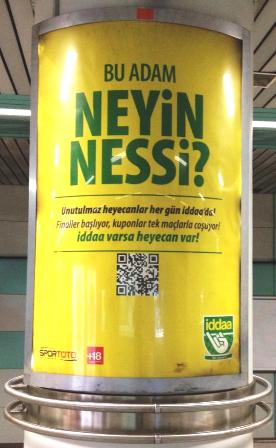 BU ADAM
NEYİN
NESSİ?
Unutulmaz heyecanlar her gün iddaa'da!
Finaller başlıyor, kuponlar tek maçlarla coşuyor!
iddaa varsa heyecan var!
SPORTOTO
+18
iddaa